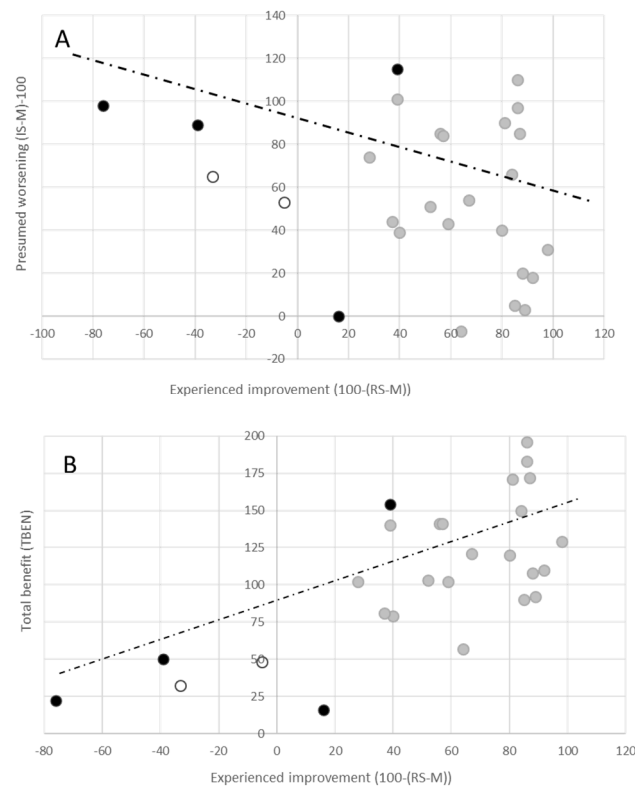 A
140
120
100
80
60
40
20
0
-20
-100 -80 -60 -40 -20 0 20 40 60 80 100 120
Presumed worsening (IS-M)-100
Experienced improvement (100-(RS-M))
B
200
175
150
125
100
75
50
25
0
-80 -60 -40 -20 0 20 40 60 80 100 120
Total benefit (TBEN)
Experienced improvement (100-(RS-M))